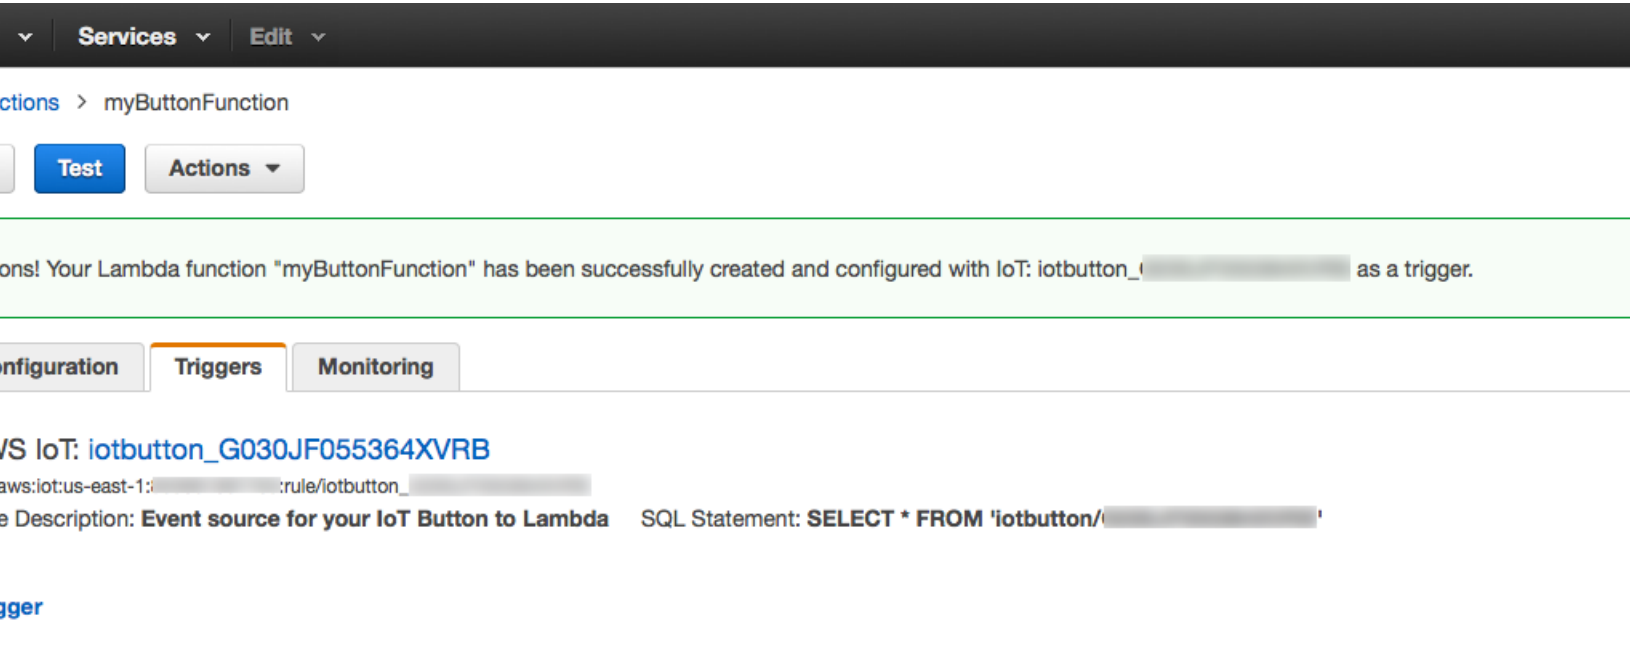 Services Edit
ctions > myButtonFunction
Test Actions
ons! Your Lambda function "myButtonFunction" has been successfully created and configured with IoT: iotbutton_ as a trigger.
onfiguration Triggers Monitoring
WS IoT: iotbutton_G030JF055364XVRB
aws:iot:us-east-1: :rule/iotbutton_
e Description: Event source for your IoT Button to Lambda SQL Statement: SELECT * FROM 'iotbutton/ '
gger